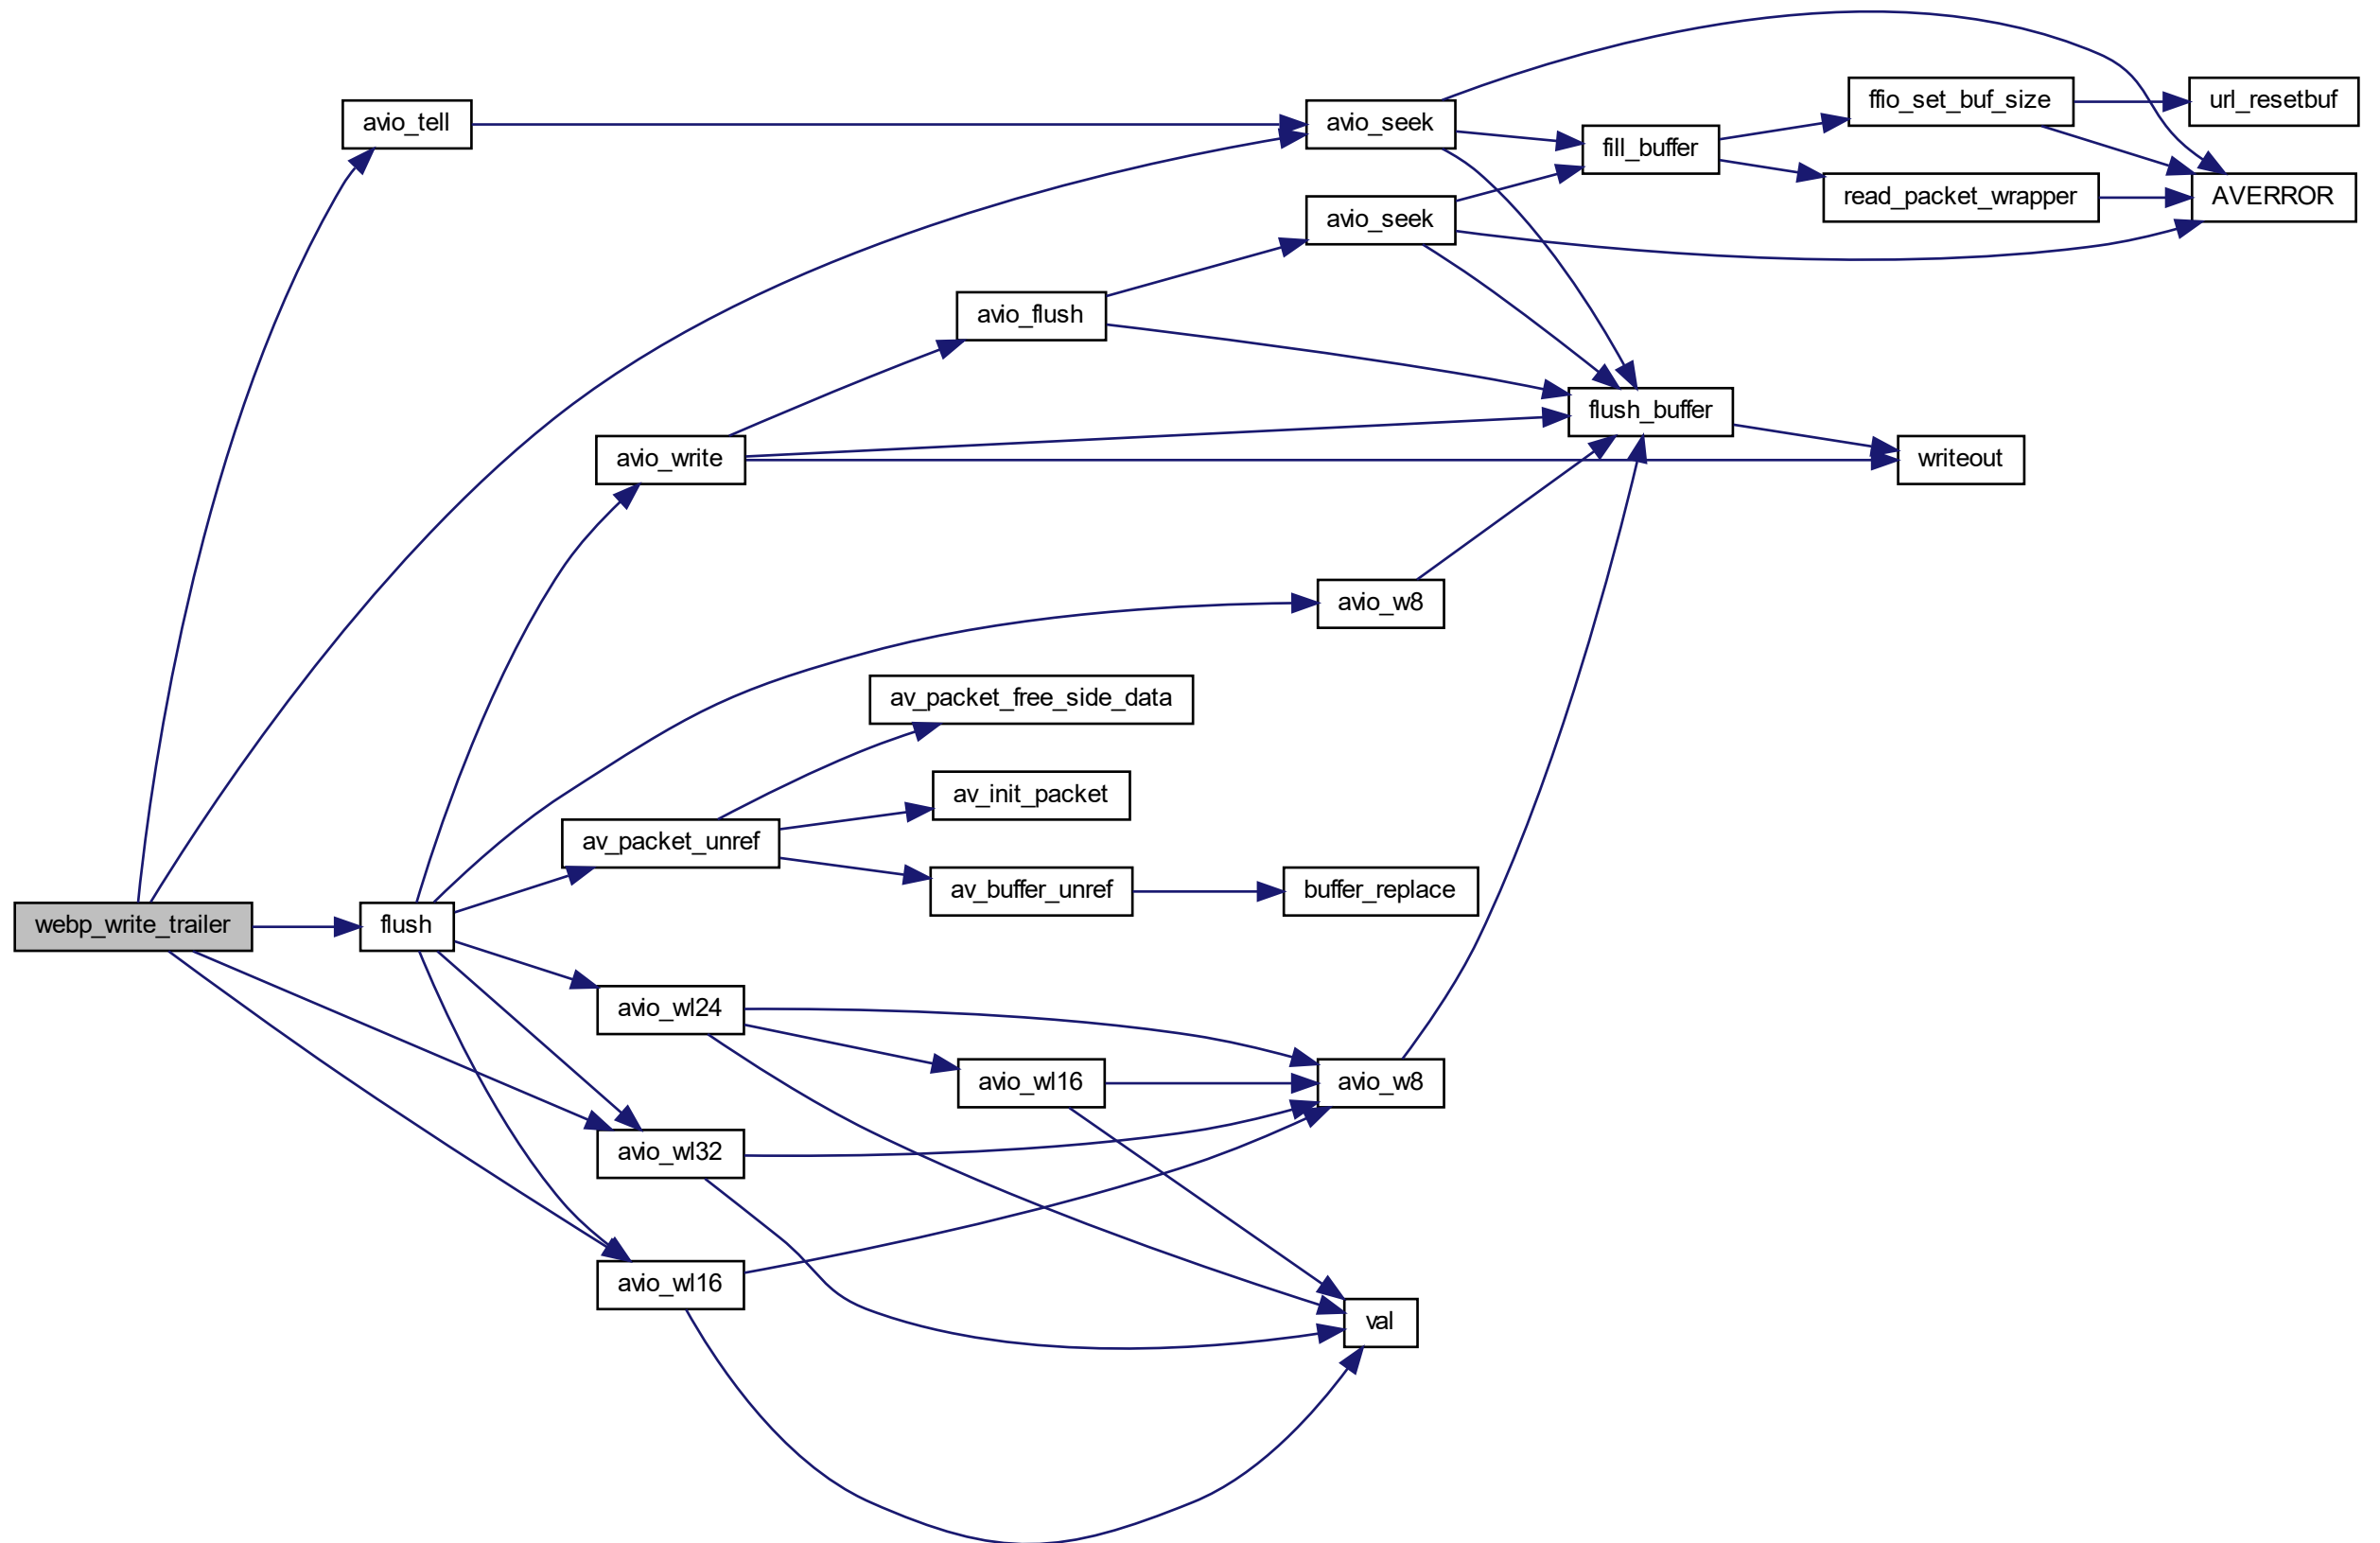 avio_tell
avio_seek
ffio_set_buf_size
url_resetbuf
fill_buffer
read_packet_wrapper
AVERROR
avio_seek
avio_flush
flush_buffer
avio_write
writeout
avio_w8
av_packet_free_side_data
av_init_packet
av_packet_unref
av_buffer_unref
buffer_replace
webp_write_trailer
flush
avio_wl24
avio_wl16
avio_w8
avio_wl32
avio_wl16
val